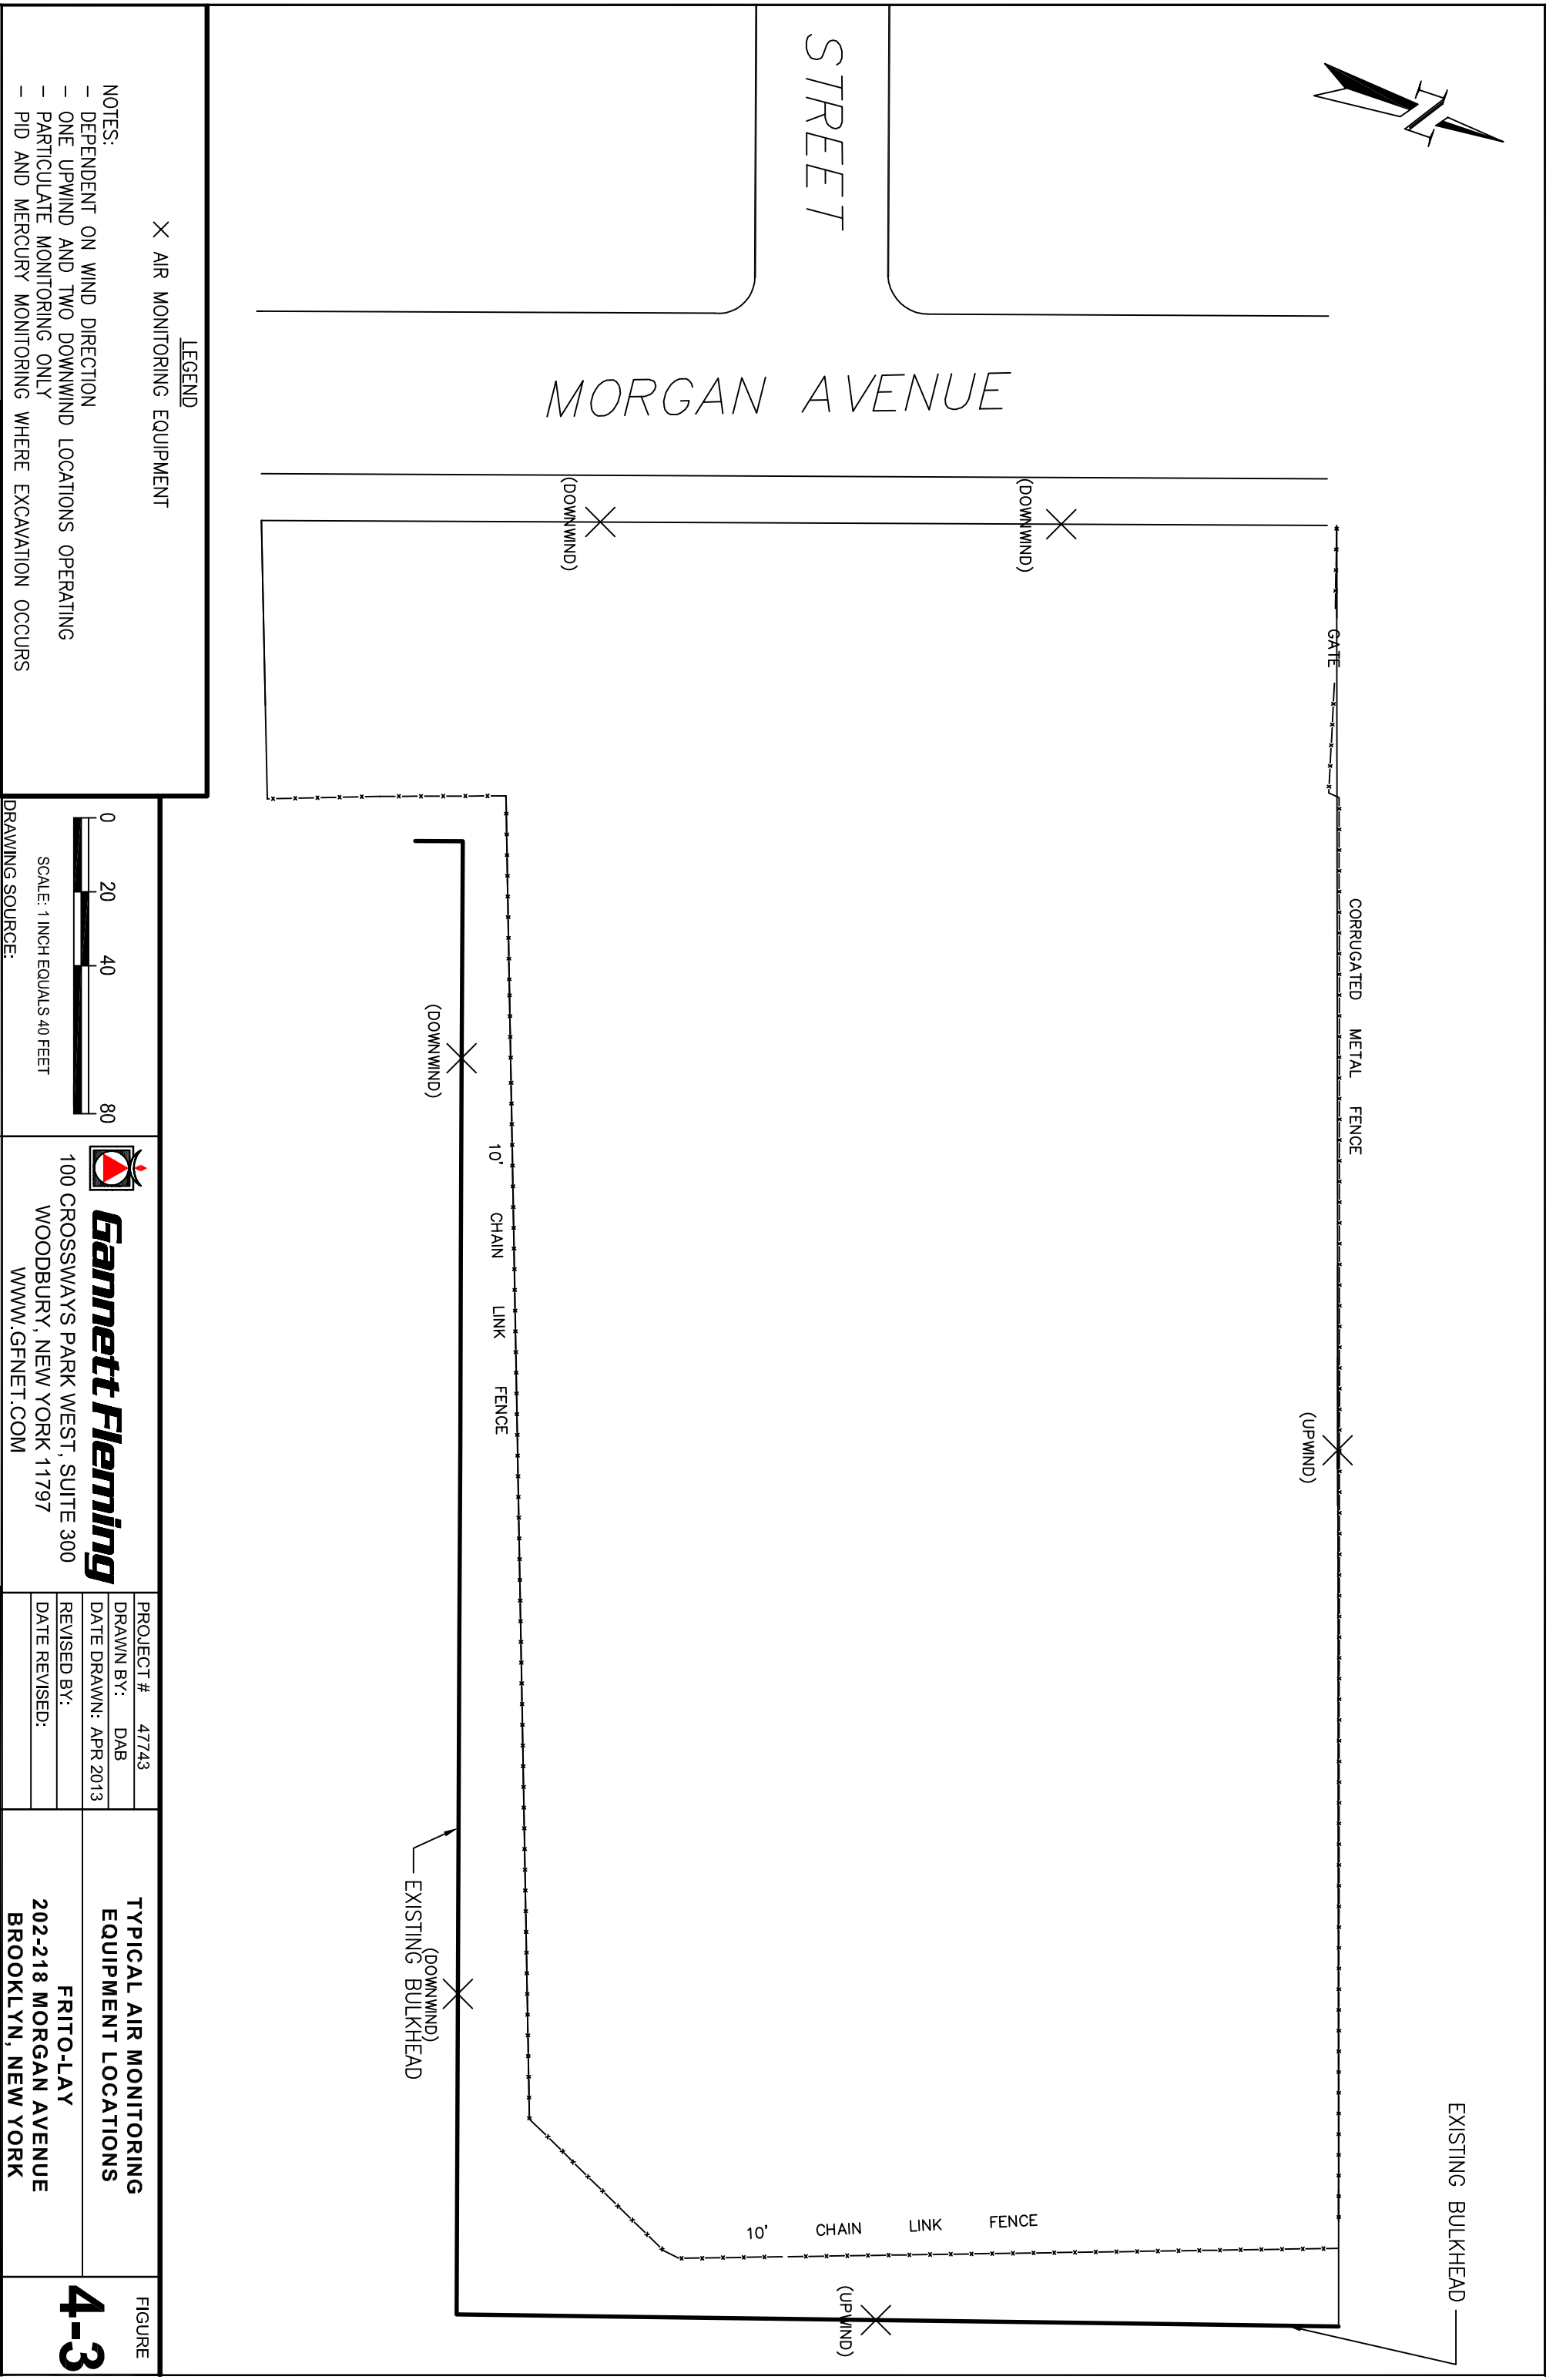 STREET
MORGAN AVENUE
(DOWNWIND)
(DOWNWIND)
GATE
CORRUGATED METAL FENCE
(UPWIND)
EXISTING BULKHEAD
(DOWNWIND)
10' CHAIN LINK FENCE
EXISTING BULKHEAD
(DOWNWIND)
10' CHAIN LINK FENCE
(UPWIND)
LEGEND
X AIR MONITORING EQUIPMENT
NOTES:
- DEPENDENT ON WIND DIRECTION
- ONE UPWIND AND TWO DOWNWIND LOCATIONS OPERATING
- PARTICULATE MONITORING ONLY
- PID AND MERCURY MONITORING WHERE EXCAVATION OCCURS
0 20 40 80
SCALE: 1 INCH EQUALS 40 FEET
DRAWING SOURCE:
Gannett Fleming
100 CROSSWAYS PARK WEST, SUITE 300
WOODBURY, NEW YORK 11797
WWW.GFNET.COM
PROJECT # 47743
DRAWN BY: DAB
DATE DRAWN: APR 2013
REVISED BY:
DATE REVISED:
TYPICAL AIR MONITORING
EQUIPMENT LOCATIONS
FRITO-LAY
202-218 MORGAN AVENUE
BROOKLYN, NEW YORK
FIGURE
4-3